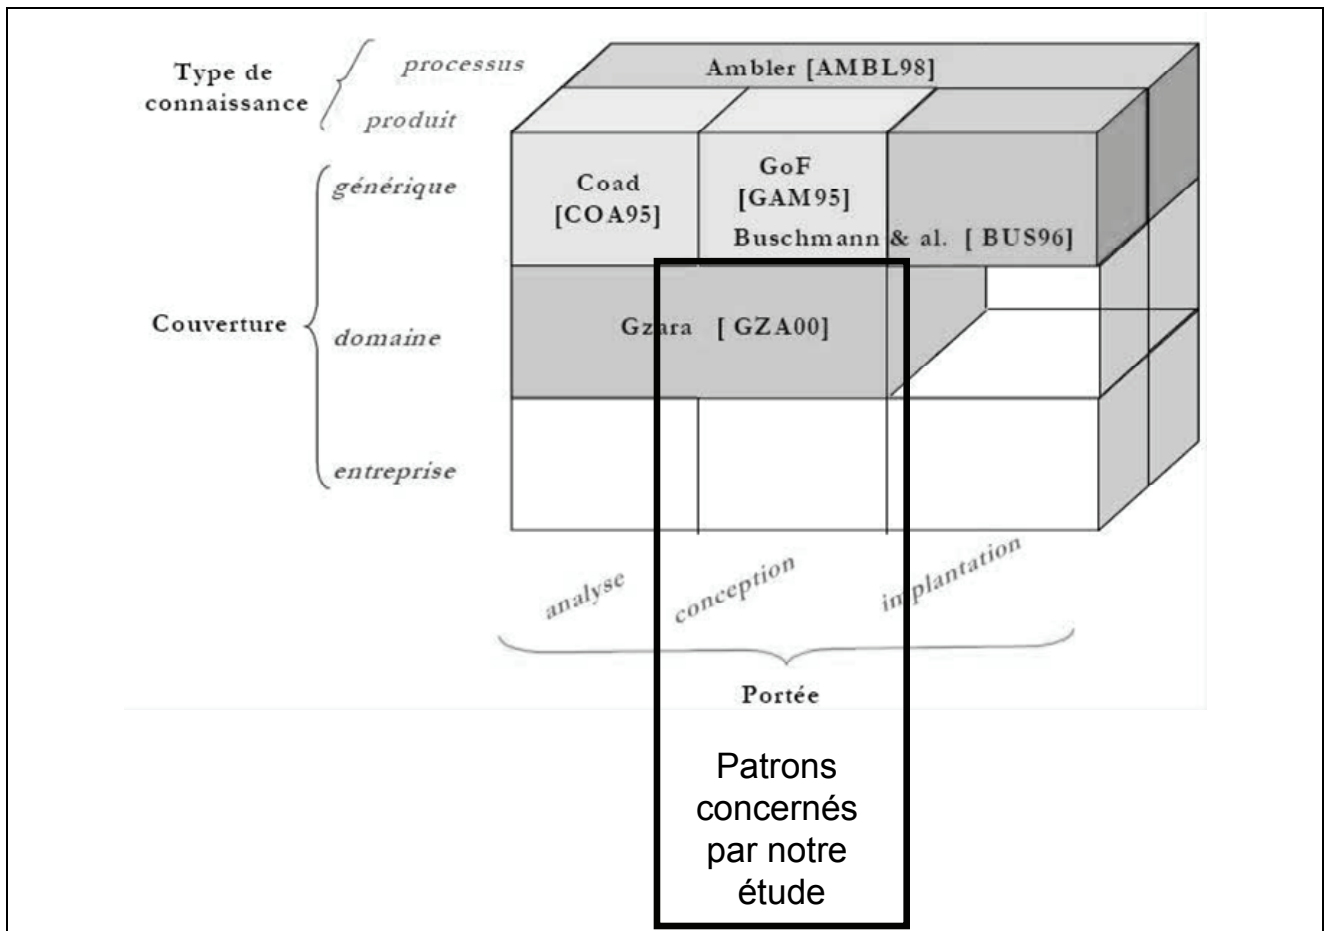 Type de
connaissance
processus
produit
Ambler [AMBL98]
Couverture
générique
domaine
entreprise
Coad
[COA95]
GoF
[GAM95]
Buschmann & al. [ BUS96]
Gzara [ GZA00]
analyse
conception
implantation
Portée
Patrons
concernés
par notre
étude